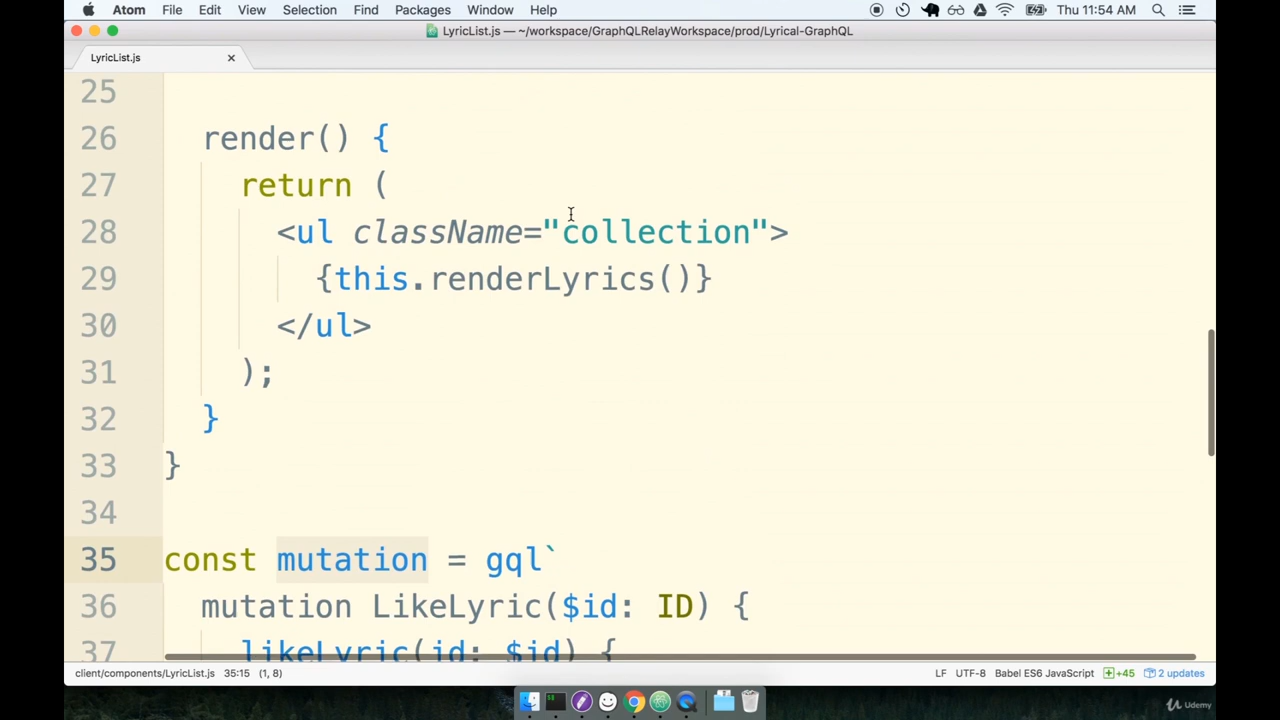 Atom File Edit View Selection Find Packages Window Help Thu 11:54 AM
LyricList.js — ~/workspace/GraphQLRelayWorkspace/prod/Lyrical-GraphQL
LyricList.js
25
26 render() {
27 return (
28 <ul className="collection">
29 {this.renderLyrics()}
30 </ul>
31 );
32 }
33 }
34
35 const mutation = gql`
36 mutation LikeLyric($id: ID) {
37 likeLyric(id: $id) {
client/components/LyricList.js 35:15 (1, 8) LF UTF-8 Babel ES6 JavaScript +45 2 updates
Udemy